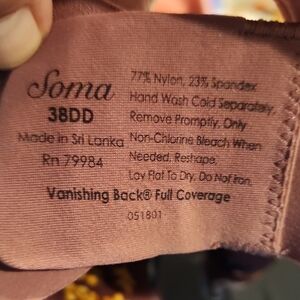 Soma
38DD
Made in Sri Lanka
Rn 79984
77% Nylon, 23% Spandex
Hand Wash Cold Separately,
Remove Promptly, Only
Non-Chlorine Bleach When
Needed, Reshape,
Lay Flat To Dry. Do Not Iron.
Vanishing Back® Full Coverage
051801